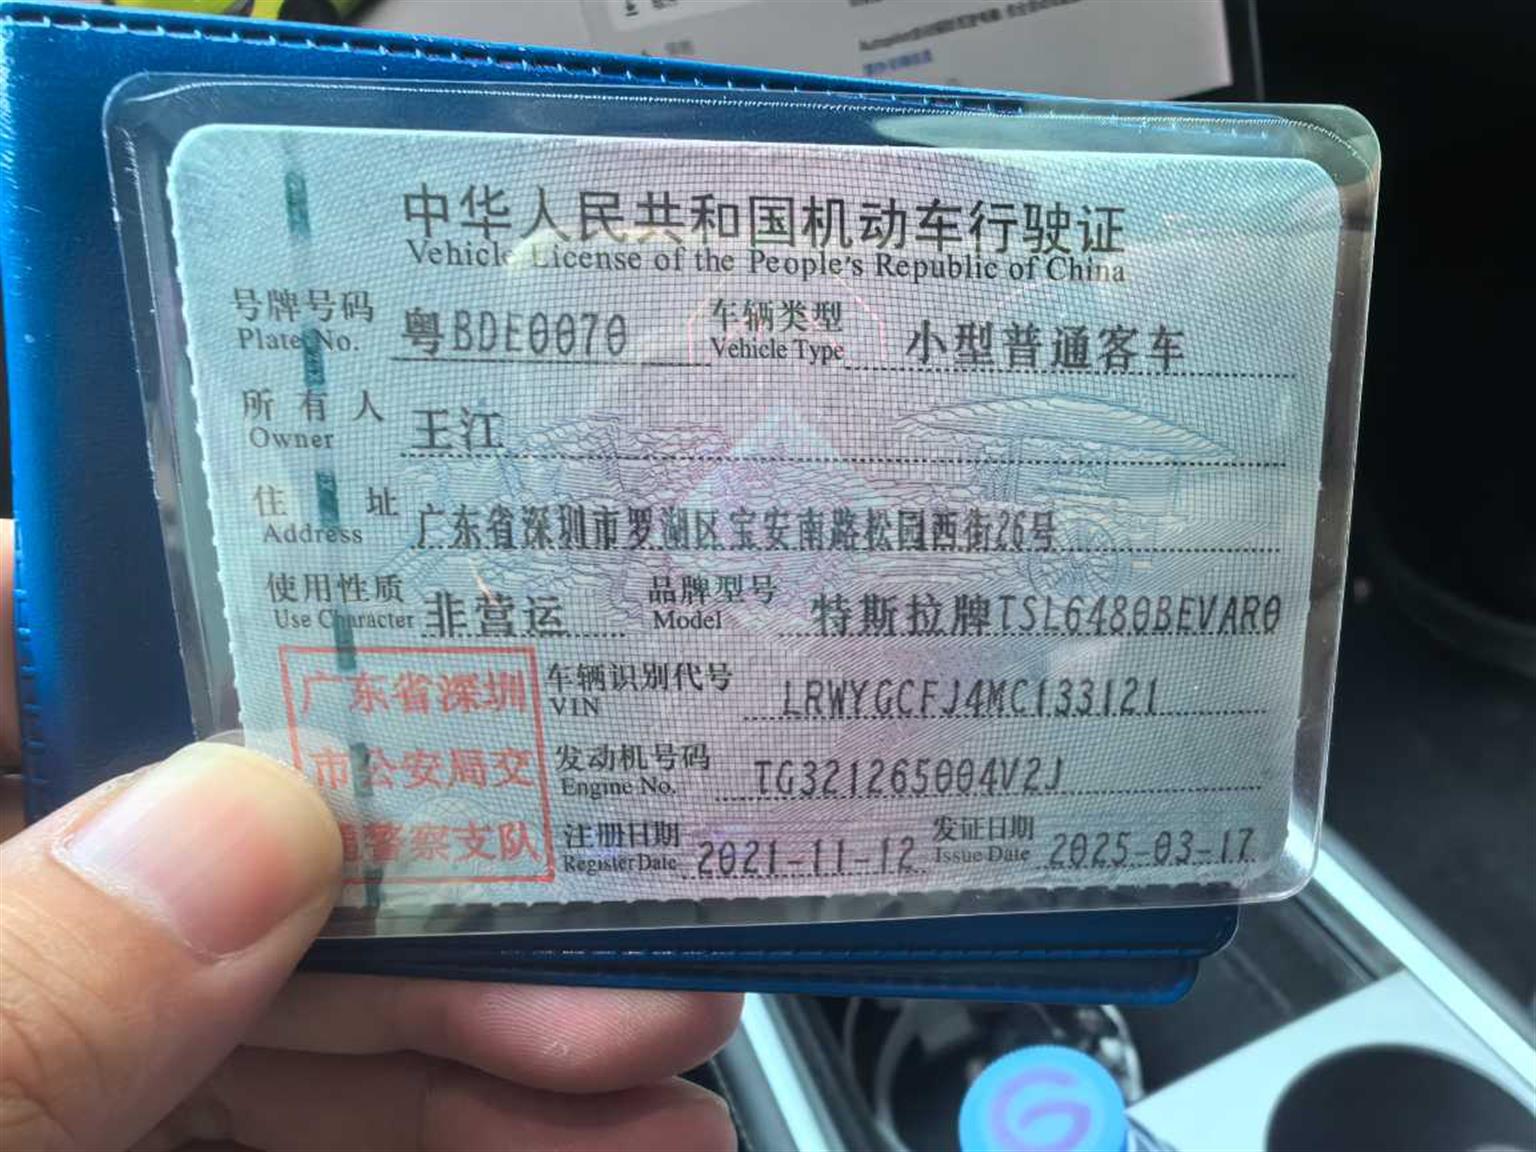 中华人民共和国机动车行驶证
Vehicle License of the People's Republic of China
号牌号码 粤BDE0070 车辆类型 小型普通客车
Plate No. Vehicle Type
所有人 王江
Owner
住址 广东省深圳市罗湖区宝安南路松园西街26号
Address
使用性质 非营运 品牌型号 特斯拉牌TSL6480BEVAR0
Use Character Model
广东省深圳
市公安局交
通警察支队
车辆识别代号 LRWYGCFJ4MC133121
VIN
发动机号码 TG321265004V2J
Engine No.
注册日期 2021-11-12 发证日期 2025-03-17
Register Date Issue Date